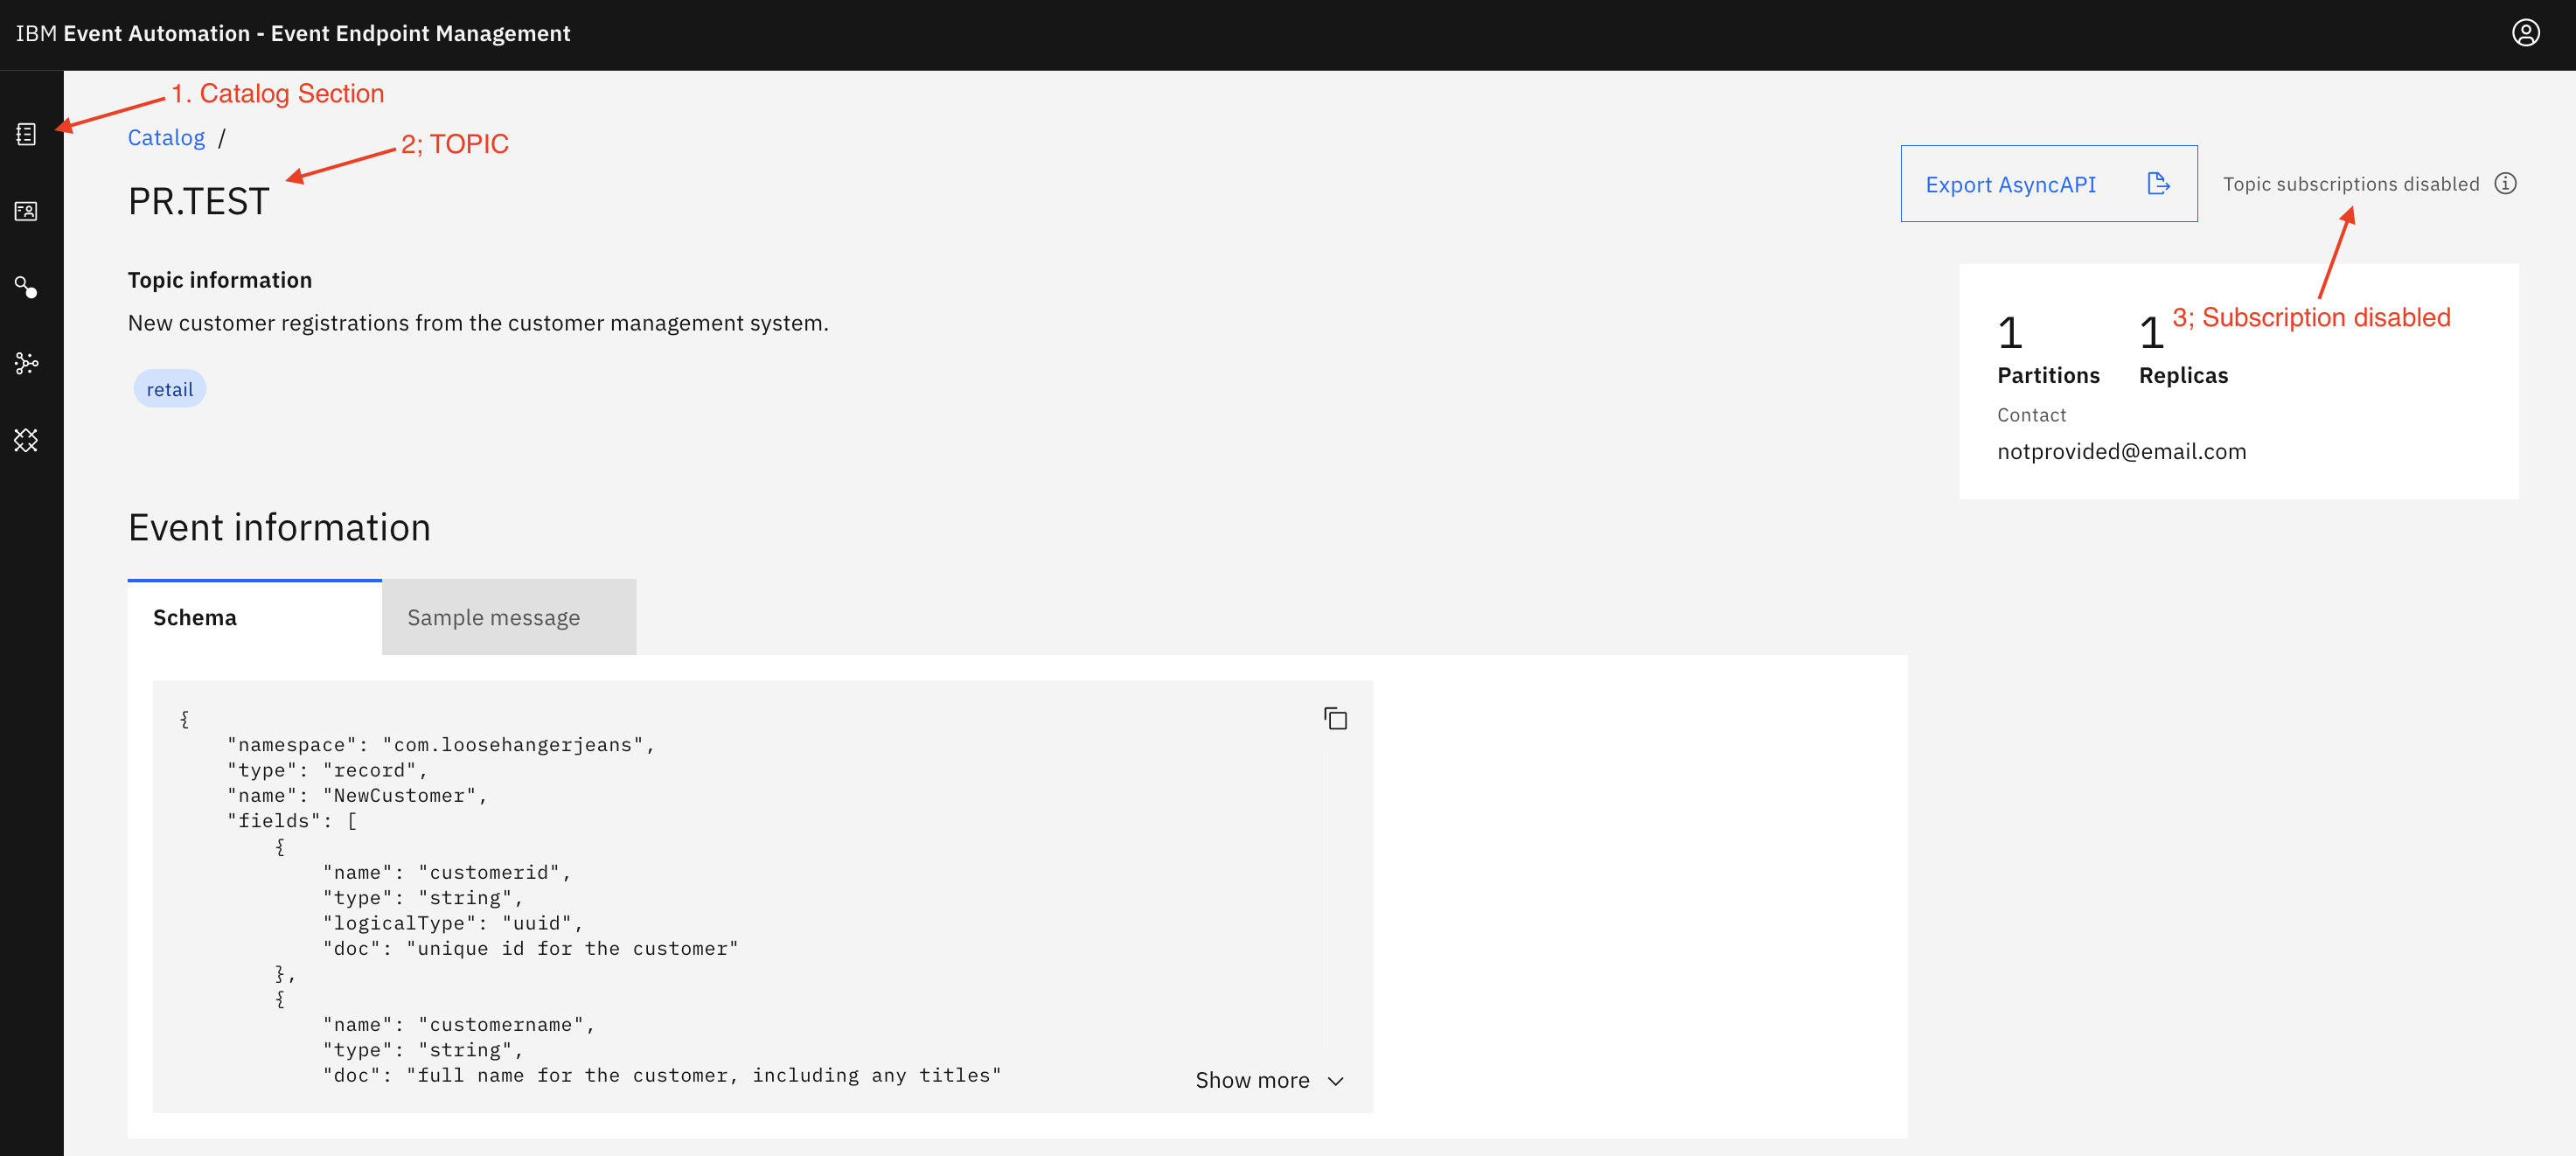 IBM Event Automation - Event Endpoint Management
1. Catalog Section
Catalog /
2; TOPIC
PR.TEST
Export AsyncAPI
Topic subscriptions disabled
Topic information
New customer registrations from the customer management system.
retail
1
1
3; Subscription disabled
Partitions
Replicas
Contact
notprovided@email.com
Event information
Schema
Sample message
{
"namespace": "com.loosehangerjeans",
"type": "record",
"name": "NewCustomer",
"fields": [
{
"name": "customerid",
"type": "string",
"logicalType": "uuid",
"doc": "unique id for the customer"
},
{
"name": "customername",
"type": "string",
"doc": "full name for the customer, including any titles"
Show more